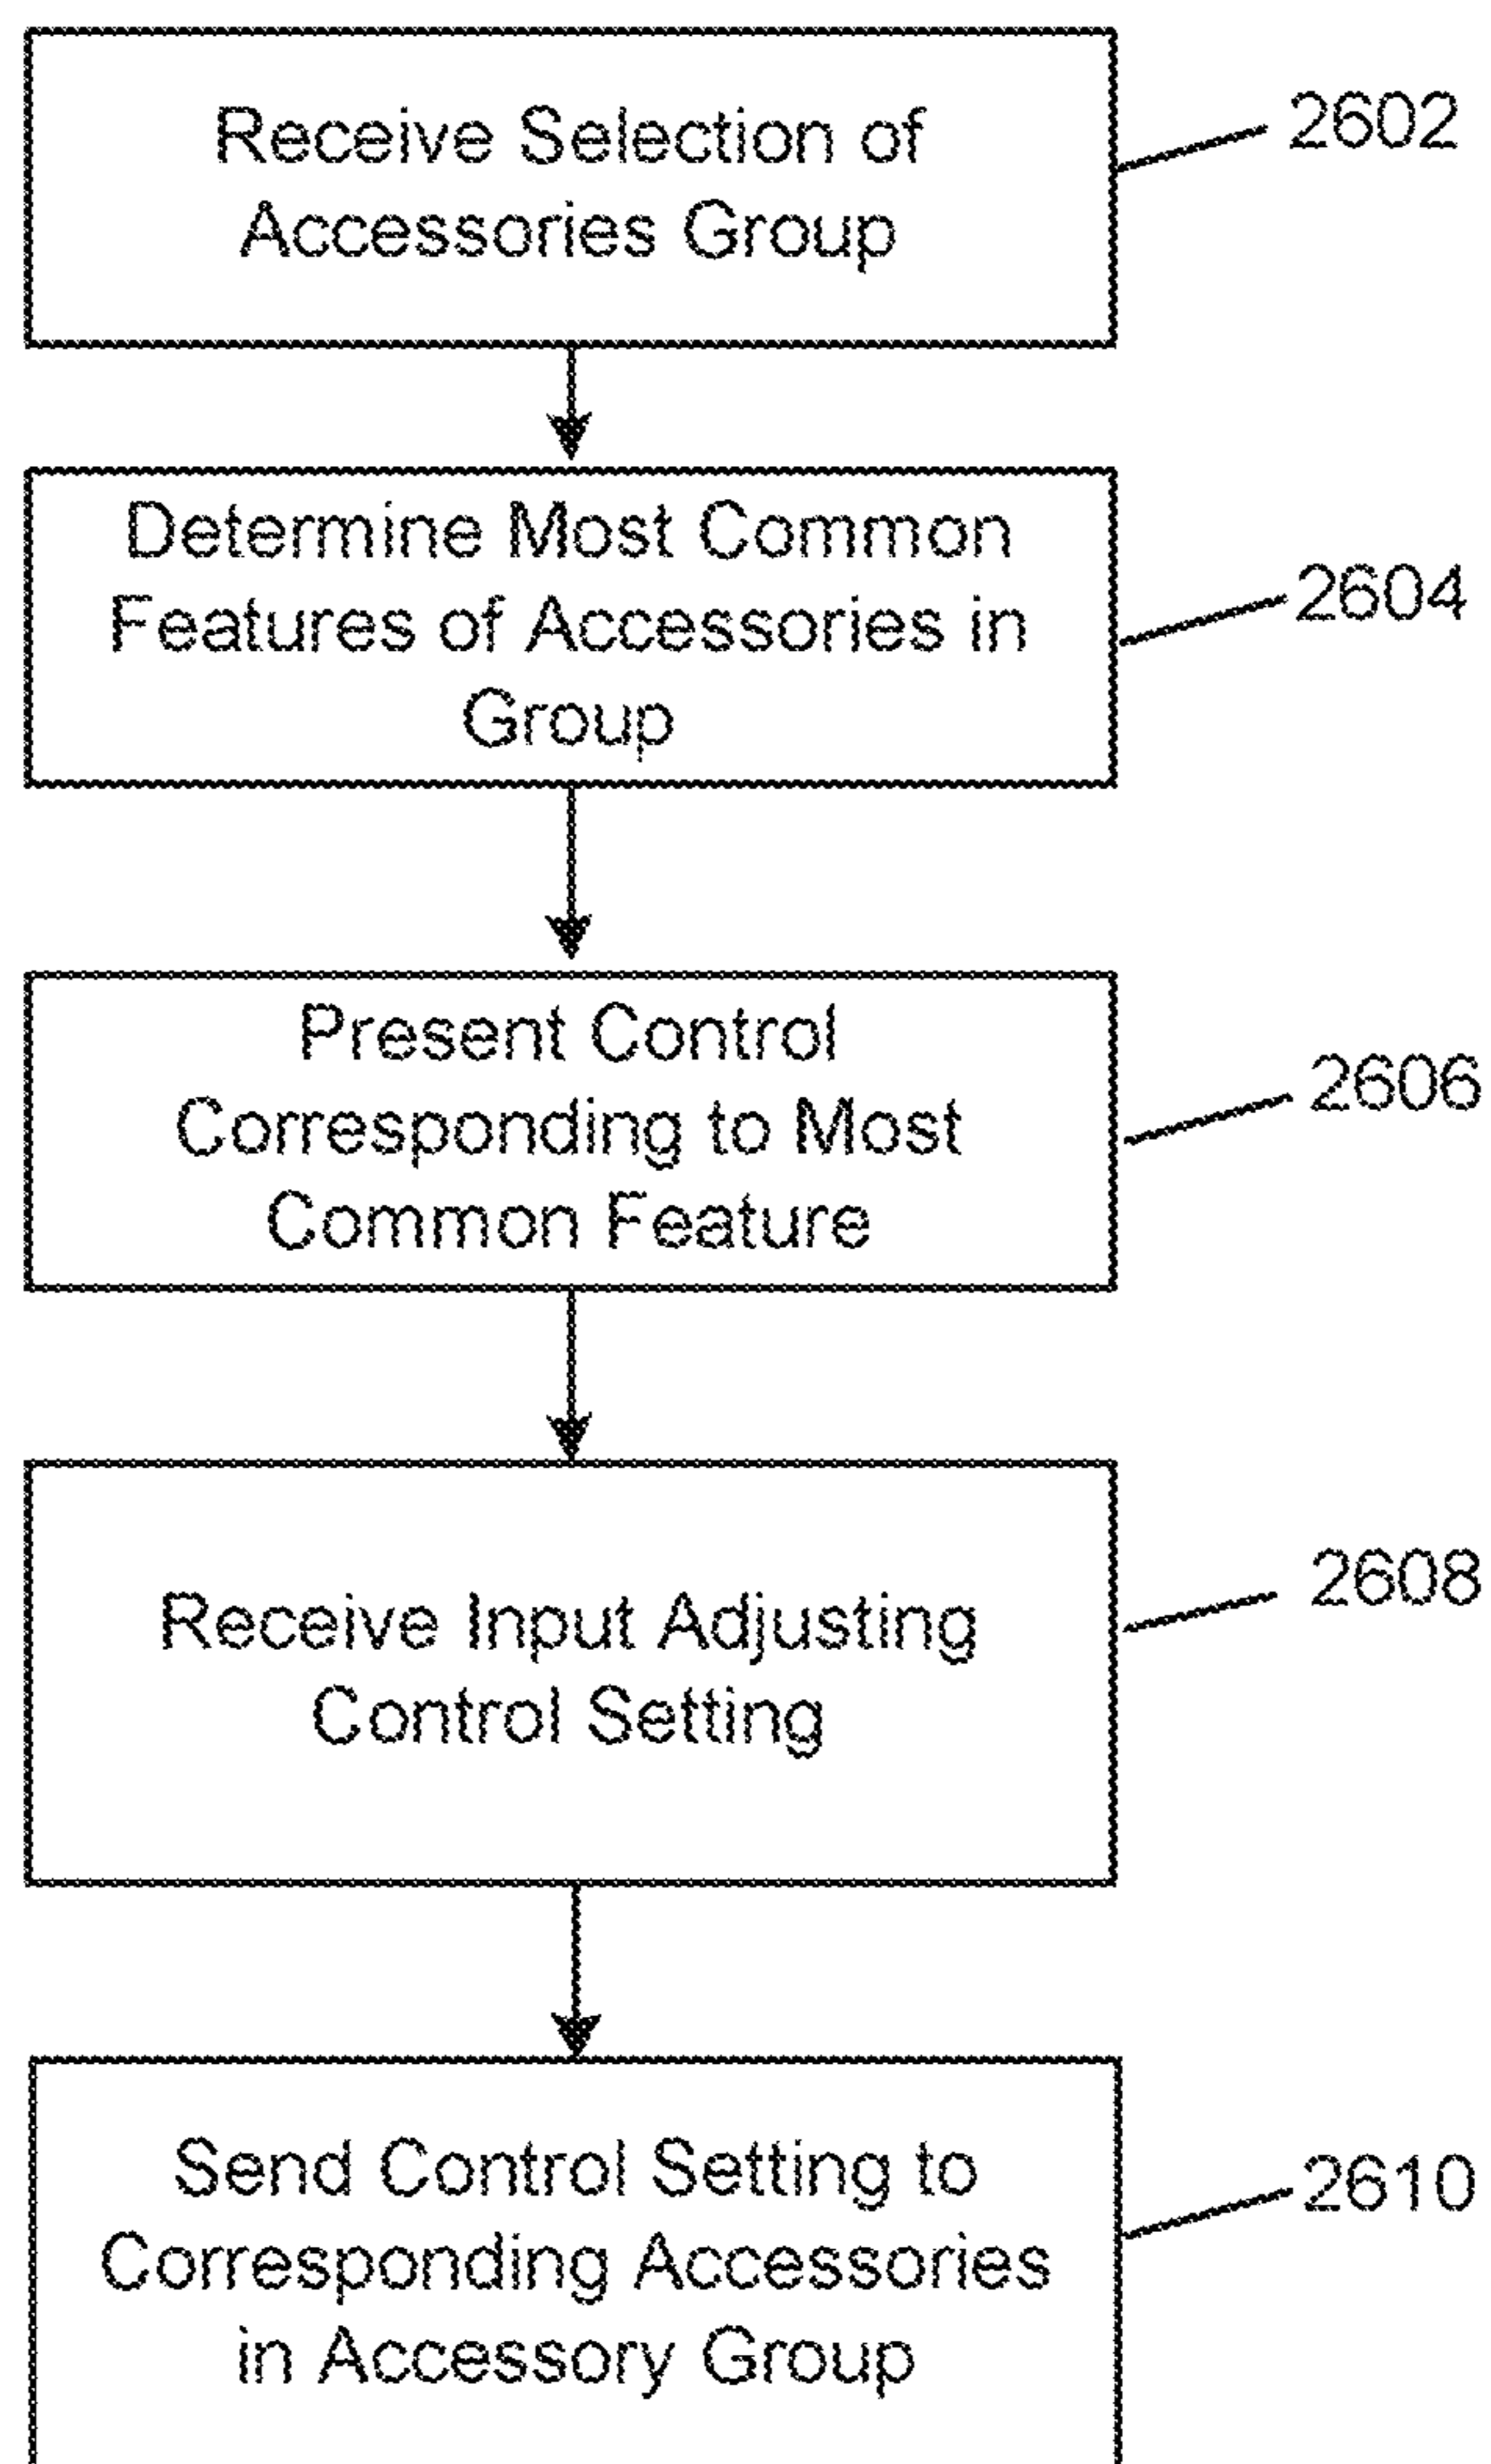 Receive Selection of
Accessories Group
2602
Determine Most Common
Features of Accessories in
Group
2604
Present Control
Corresponding to Most
Common Feature
2606
Receive Input Adjusting
Control Setting
2608
Send Control Setting to
Corresponding Accessories
in Accessory Group
2610